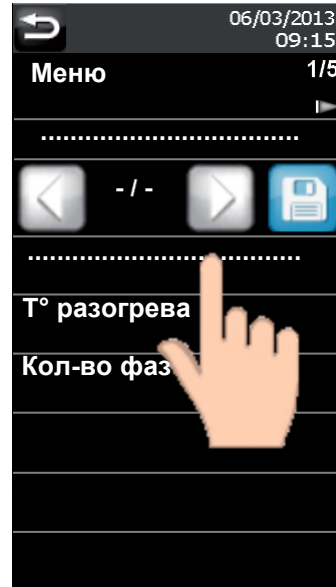 06/03/2013
09:15
Меню 1/5
..................................
- / -
....................................
T° разогрева
Кол-во фаз